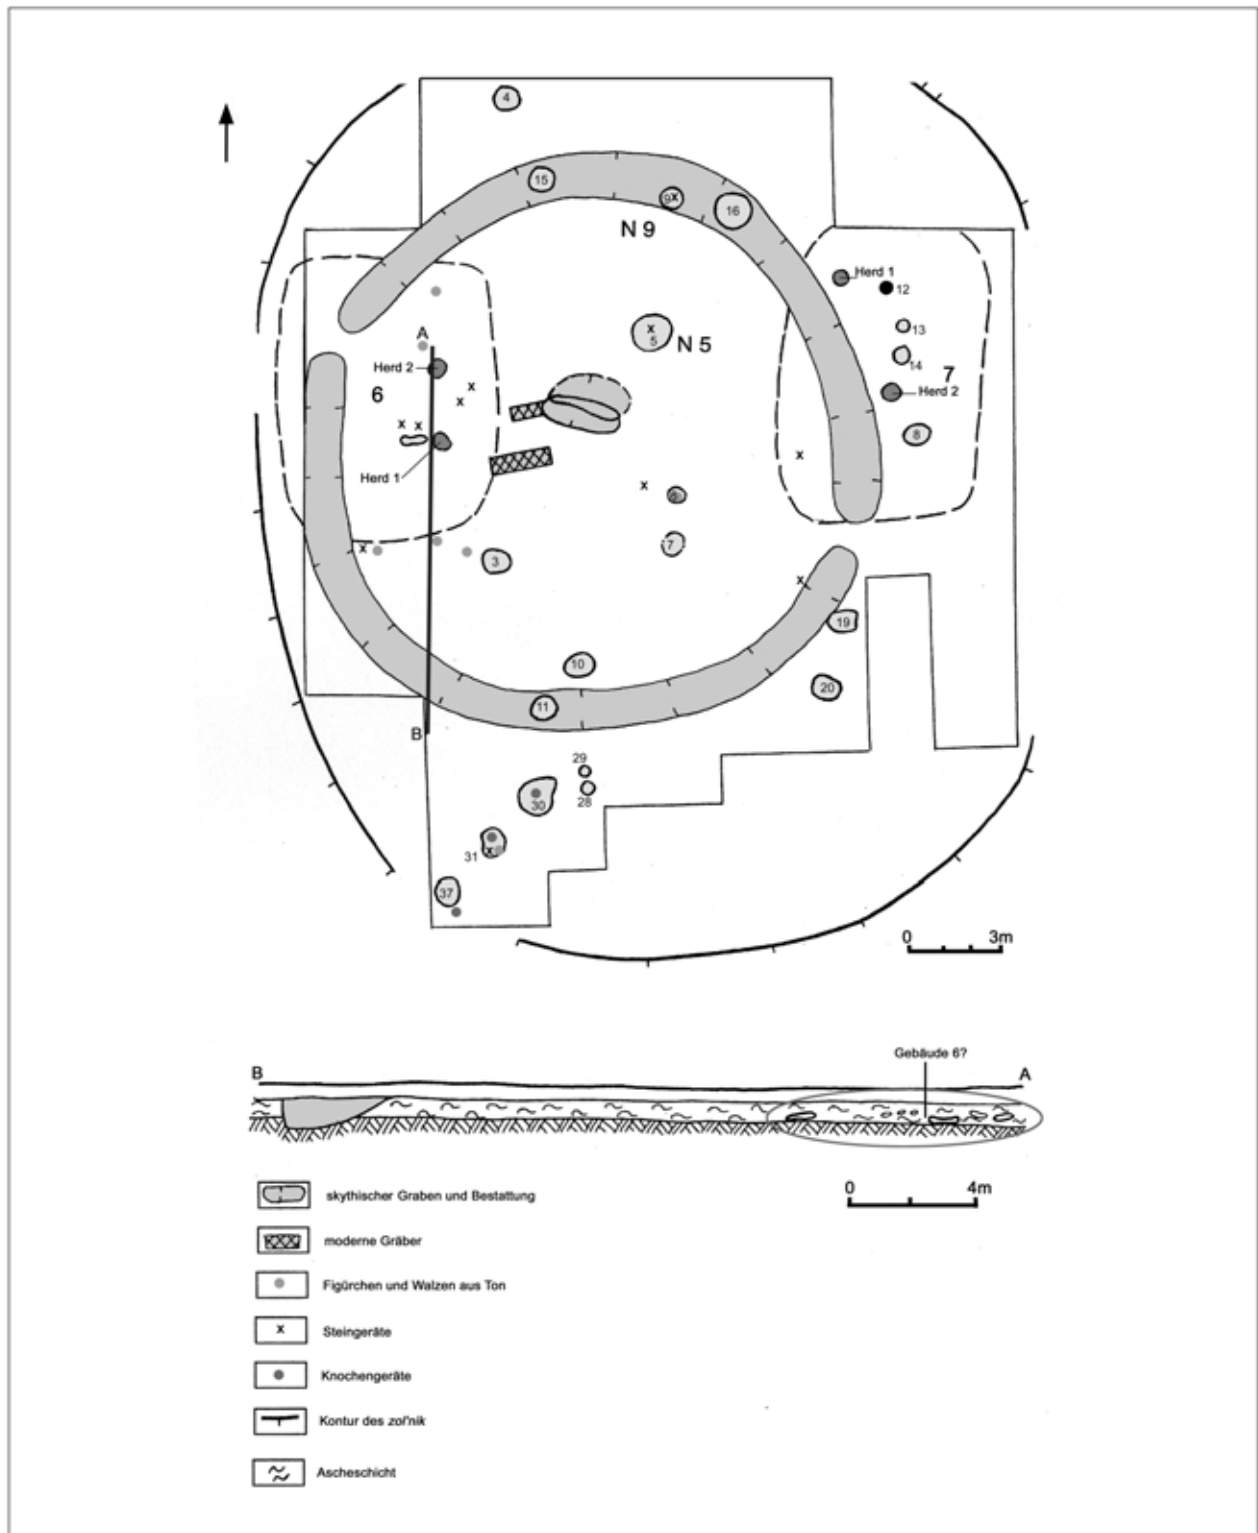 4
15
9x
16
N 9
Herd 1
12
A
x
5
N 5
13
14
Herd 2
7
Herd 2
6
x
x
x x
8
x
Herd 1
x
6
x
7
3
x
19
10
20
11
B
29
28
30
31
x
37
0 3m
Gebäude 6?
B A
skythischer Graben und Bestattung
0 4m
moderne Gräber
Figürchen und Walzen aus Ton
x Steingeräte
Knochengeräte
Kontur des zol'nik
Ascheschicht